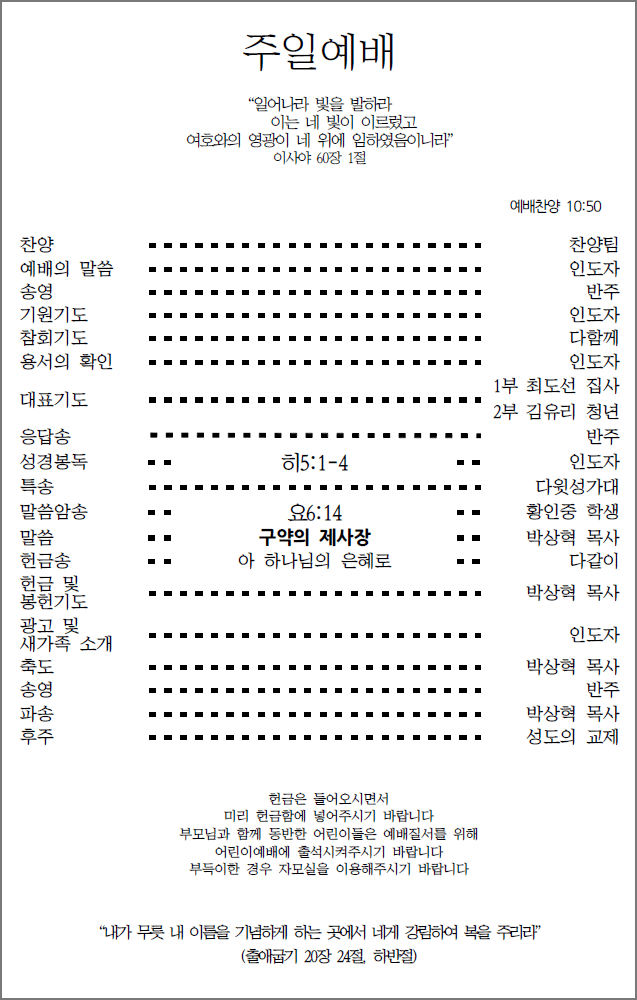 주일예배
“일어나라 빛을 발하라
이는 네 빛이 이르렀고
여호와의 영광이 네 위에 임하였음이니라”
이사야 60장 1절
예배찬양 10:50
찬양 찬양팀
예배의 말씀 인도자
송영 반주
기원기도 인도자
참회기도 다함께
용서의 확인 인도자
대표기도 1부 최도선 집사
2부 김유리 청년
응답송 반주
성경봉독 히5:1-4 인도자
특송 다윗성가대
말씀암송 요6:14 황인중 학생
말씀 구약의 제사장 박상혁 목사
헌금송 아 하나님의 은혜로 다같이
헌금 및
봉헌기도 박상혁 목사
광고 및
새가족 소개 인도자
축도 박상혁 목사
송영 반주
파송 박상혁 목사
후주 성도의 교제
헌금은 들어오시면서
미리 헌금함에 넣어주시기 바랍니다
부모님과 함께 동반한 어린이들은 예배질서를 위해
어린이예배에 출석시켜주시기 바랍니다
부득이한 경우 자모실을 이용해주시기 바랍니다
“내가 무릇 내 이름을 기념하게 하는 곳에서 네게 강림하여 복을 주리라”
(출애굽기 20장 24절, 하반절)